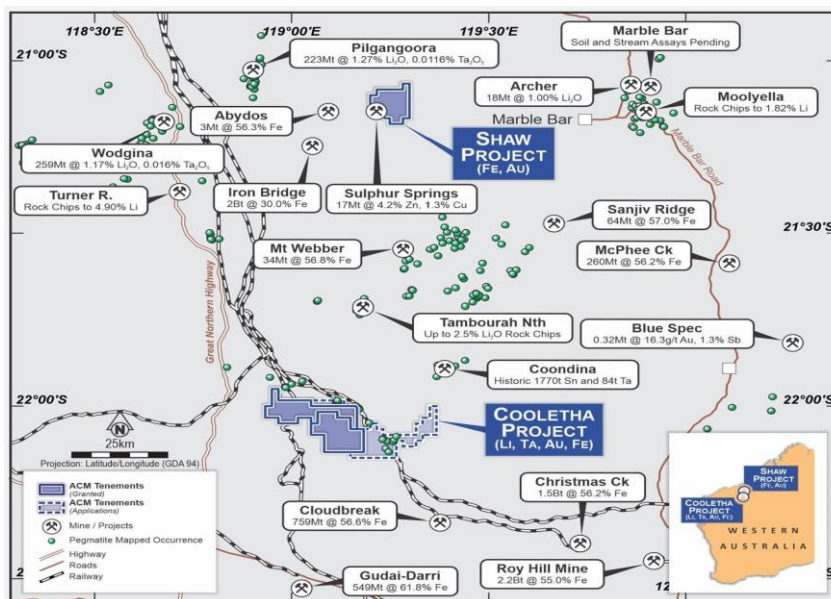 118°30'E
119°00'E
119°30'E
21°00'S
21°00'S
Pilgangoora
223Mt @ 1.27% Li₂O, 0.0116% Ta₂O₅
Marble Bar
Soil and Stream Assays Pending
Archer
18Mt @ 1.00% Li₂O
Abydos
3Mt @ 56.3% Fe
Marble Bar
Moolyella
Rock Chips to 1.82% Li
Wodgina
259Mt @ 1.17% Li₂O, 0.016% Ta₂O₅
SHAW
PROJECT
(FE, AU)
Marble Bar Road
Turner R.
Rock Chips to 4.90% Li
Iron Bridge
2Bt @ 30.0% Fe
Sulphur Springs
17Mt @ 4.2% Zn, 1.3% Cu
Sanjiv Ridge
64Mt @ 57.0% Fe
21°30'S
21°30'S
Mt Webber
34Mt @ 56.8% Fe
McPhee Ck
260Mt @ 56.2% Fe
Great Northern Highway
Tambourah Nth
Up to 2.5% Li₂O Rock Chips
Blue Spec
0.32Mt @ 16.3g/t Au, 1.3% Sb
Coondina
Historic 1770t Sn and 84t Ta
22°00'S
22°00'S
COOLETHA
PROJECT
(LI, TA, AU, FE)
N
25km
Projection: Latitude/Longitude (GDA 94)
ACM Tenements
(Granted)
ACM Tenements
(Applications)
Mine / Projects
Pegmatite Mapped Occurrence
Highway
Roads
Railway
Cloudbreak
759Mt @ 56.6% Fe
Christmas Ck
1.5Bt @ 56.2% Fe
Gudai-Darri
549Mt @ 61.8% Fe
Roy Hill Mine
2.2Bt @ 55.0% Fe
SHAW
PROJECT
(FE, AU)
COOLETHA
PROJECT
(LI, TA, AU, FE)
WESTERN
AUSTRALIA